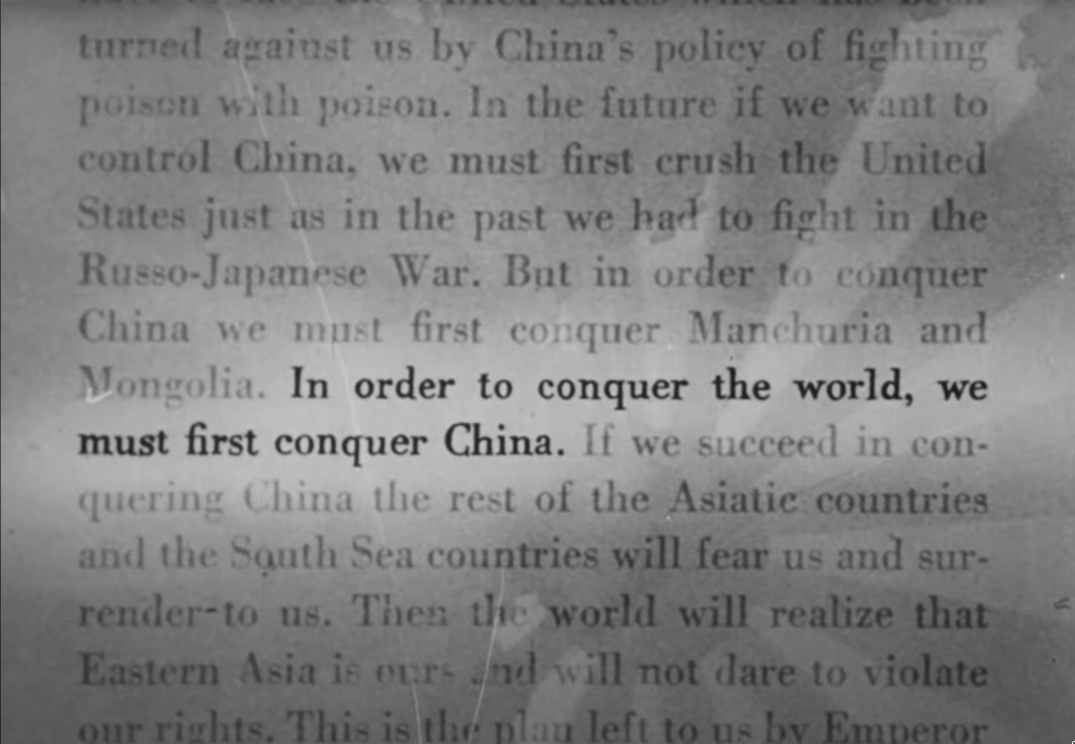 turned against us by China's policy of fighting
poison with poison. In the future if we want to
control China, we must first crush the United
States just as in the past we had to fight in the
Russo-Japanese War. But in order to conquer
China we must first conquer Manchuria and
Mongolia. In order to conquer the world, we
must first conquer China. If we succeed in con-
quering China the rest of the Asiatic countries
and the South Sea countries will fear us and sur-
render-to us. Then the world will realize that
Eastern Asia is ours and will not dare to violate
our rights. This is the plan left to us by Emperor